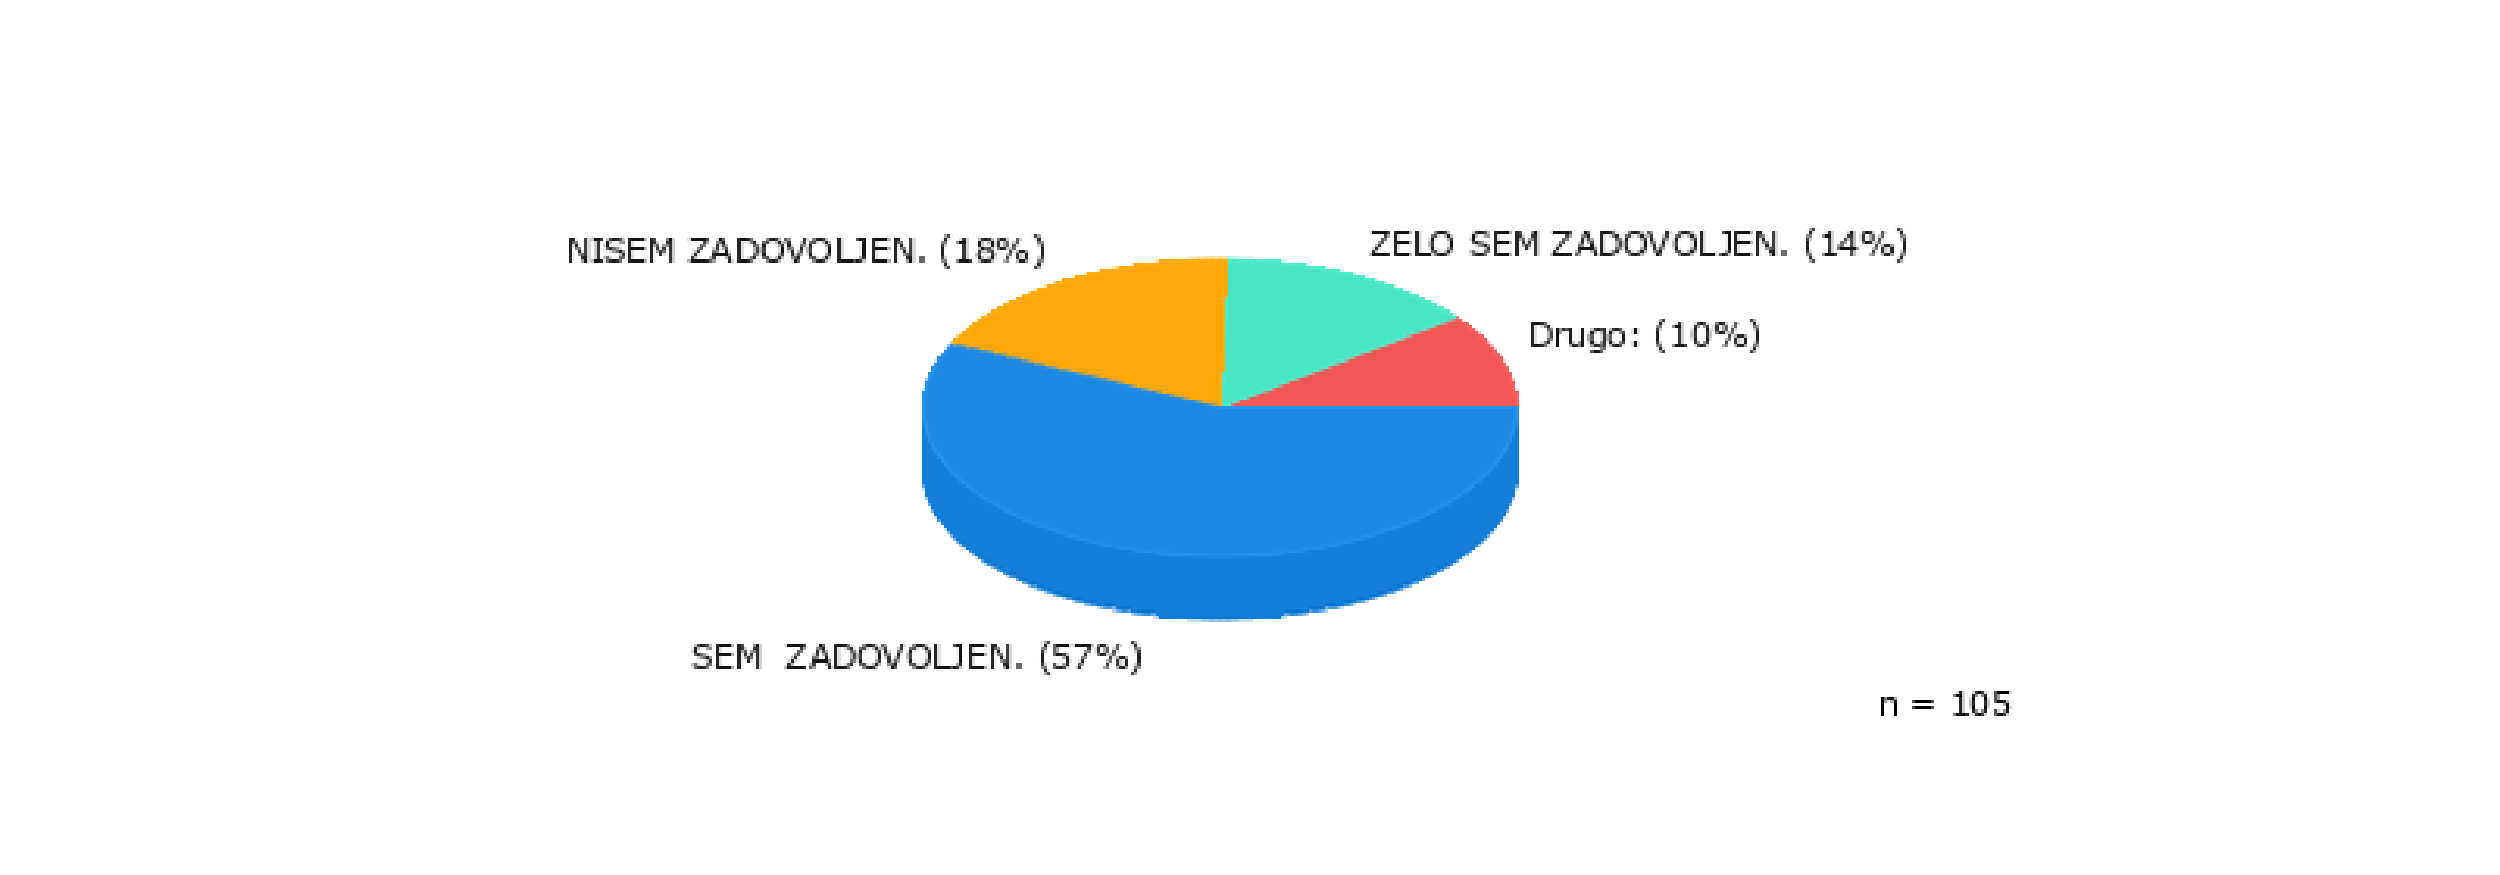 ZELO SEM ZADOVOLJEN. (14%)
NISEM ZADOVOLJEN. (18%)
Drugo: (10%)
SEM  ZADOVOLJEN. (57%)
n = 105